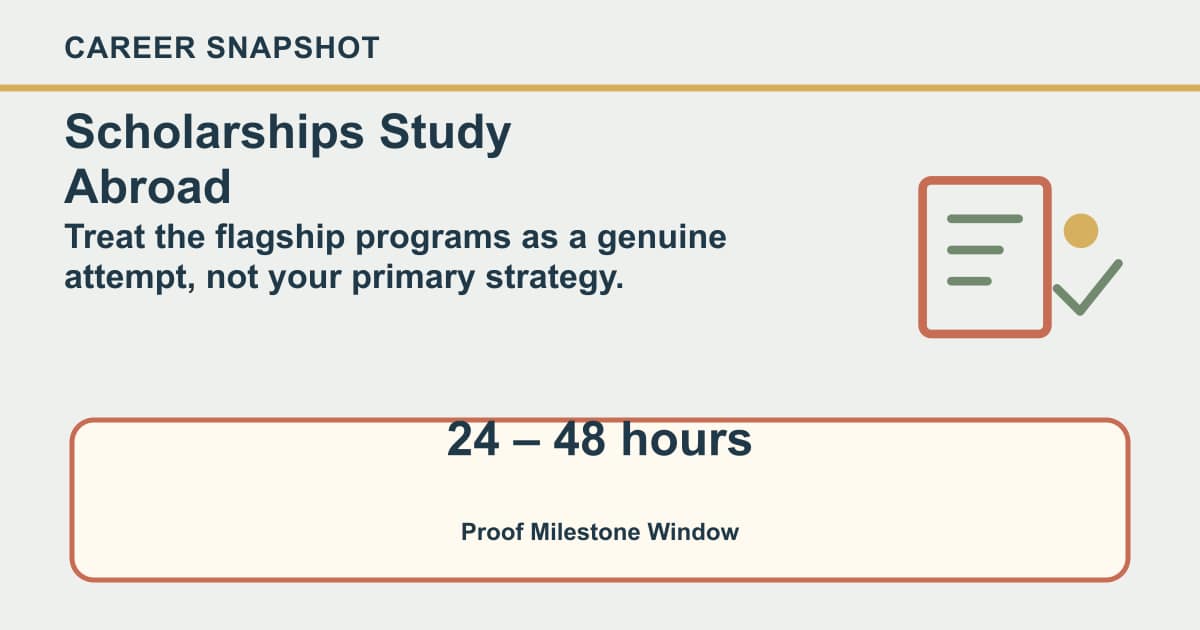 CAREER SNAPSHOT
Scholarships Study
Abroad
Treat the flagship programs as a genuine
attempt, not your primary strategy.
24 – 48 hours
Proof Milestone Window